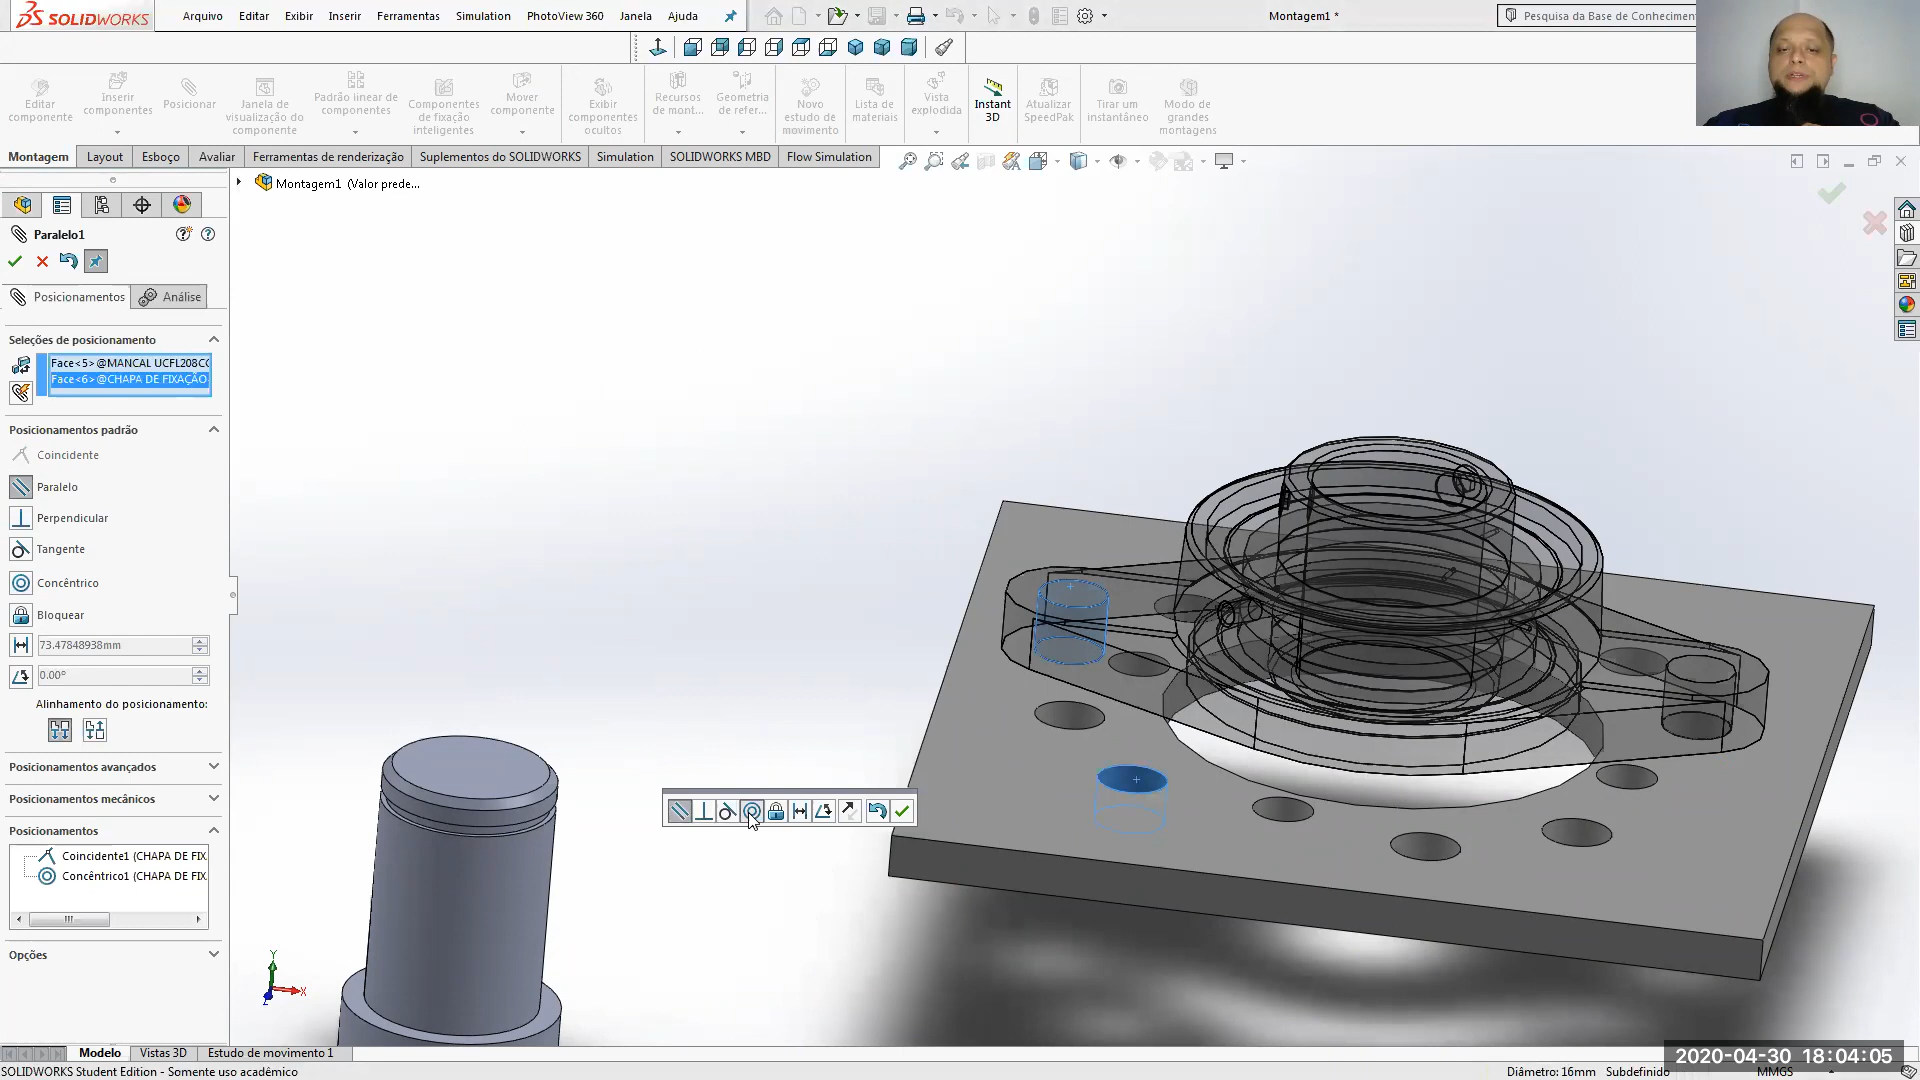 SOLIDWORKS
Arquivo Editar Exibir Inserir Ferramentas Simulation PhotoView 360 Janela Ajuda
Montagem1 *
Pesquisa da Base de Conhecimen
Editar componente
Inserir componentes
Posicionar
Janela de visualização do componente
Padrão linear de componentes
Componentes de fixação inteligentes
Mover componente
Exibir componentes ocultos
Recursos de mont...
Geometria de refer...
Novo estudo de movimento
Lista de materiais
Vista explodida
Instant 3D
Atualizar SpeedPak
Tirar um instantâneo
Modo de grandes montagens
Montagem Layout Esboço Avaliar Ferramentas de renderização Suplementos do SOLIDWORKS Simulation SOLIDWORKS MBD Flow Simulation
Montagem1 (Valor prede...
Paralelo1
Posicionamentos Análise
Seleções de posicionamento
Face<5>@MANCAL UCFL208CO
Face<6>@CHAPA DE FIXAÇÃO
Posicionamentos padrão
Coincidente
Paralelo
Perpendicular
Tangente
Concêntrico
Bloquear
73.47848938mm
0.00°
Alinhamento do posicionamento:
Posicionamentos avançados
Posicionamentos mecânicos
Posicionamentos
Coincidente1 (CHAPA DE FIX
Concêntrico1 (CHAPA DE FIX
Opções
Y
X
Z
Modelo Vistas 3D Estudo de movimento 1
2020-04-30 18:04:05
SOLIDWORKS Student Edition - Somente uso acadêmico
Diâmetro: 16mm Subdefinido MMGS